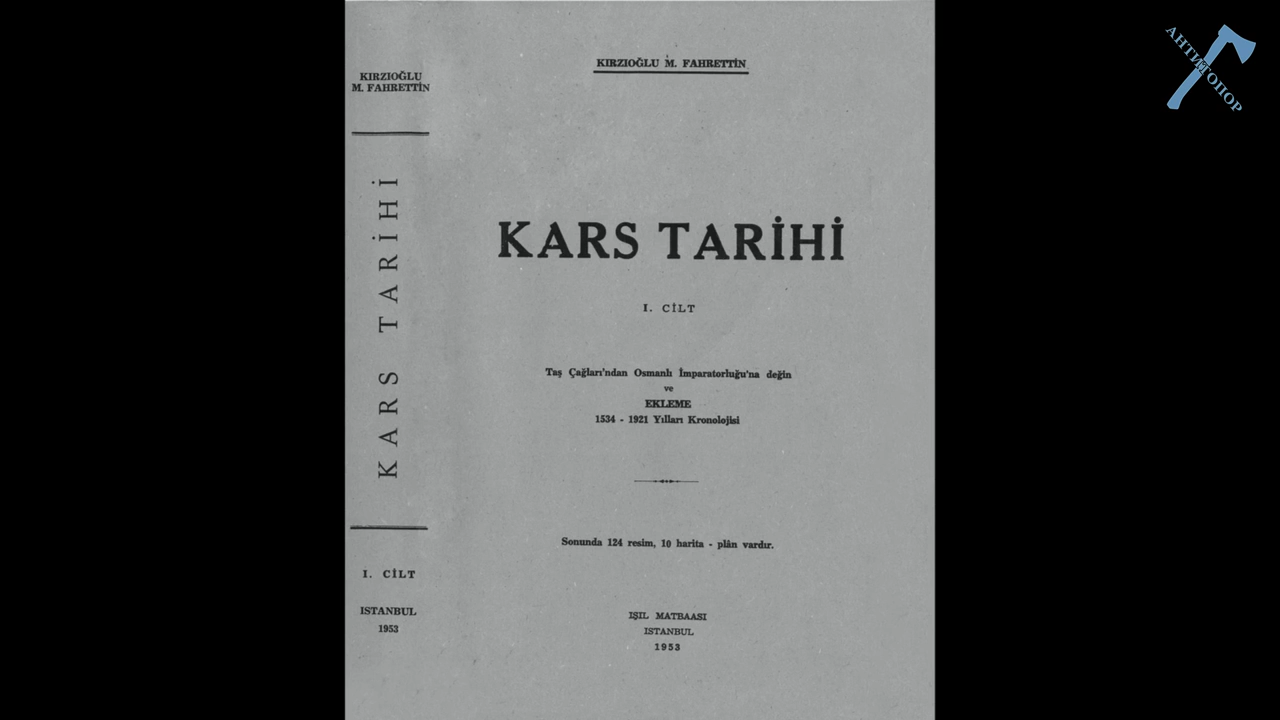 KIRZIOĞLU
M. FAHRETTİN
KARS TARİHİ
I. CİLT
ISTANBUL
1953
KIRZIOĞLU M. FAHRETTİN
KARS TARİHİ
I. CİLT
Taş Çağları'ndan Osmanlı İmparatorluğu'na değin
ve
EKLEME
1534 - 1921 Yılları Kronolojisi
Sonunda 124 resim, 10 harita - plân vardır.
IŞIL MATBAASI
ISTANBUL
1953
АНТИТОПОР